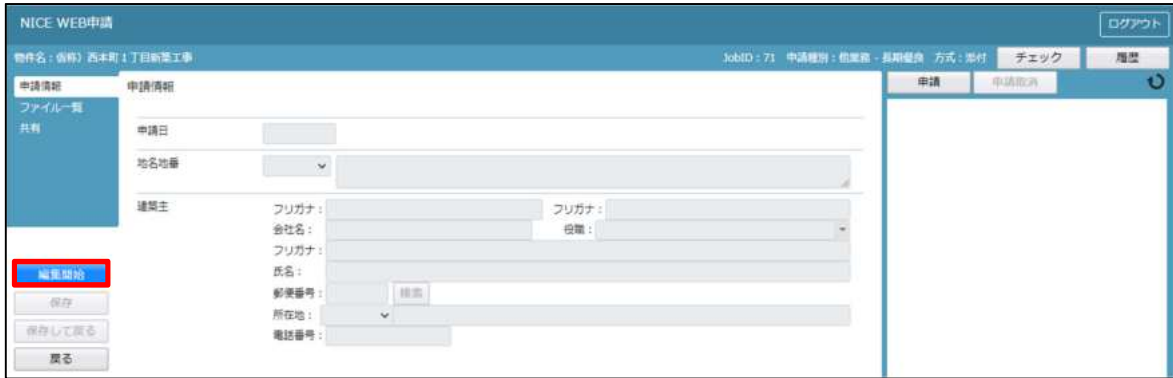 NICE WEB申請
ログアウト
物件名：仮称）西本町１丁目新築工事
JobID：71 申請種別：他業務 - 長期優良 方式：添付
チェック
履歴
申請情報
ファイル一覧
共有
申請情報
申請
申請取消
申請日
地名地番
建築主
フリガナ：
フリガナ：
会社名：
役職：
フリガナ：
氏名：
郵便番号：
検索
所在地：
電話番号：
編集開始
保存
保存して戻る
戻る